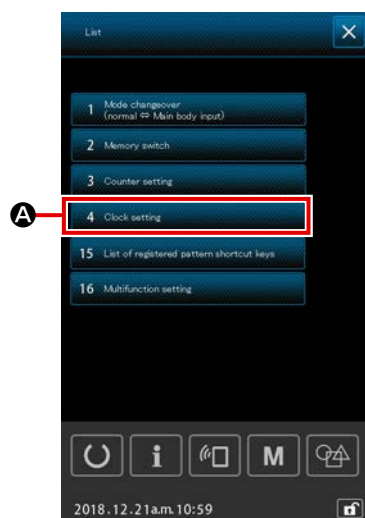 List
1 Mode changeover
(normal ⇔ Main body input)
2 Memory switch
3 Counter setting
A
4 Clock setting
15 List of registered pattern shortcut keys
16 Multifunction setting
i M
2018.12.21a.m.10:59